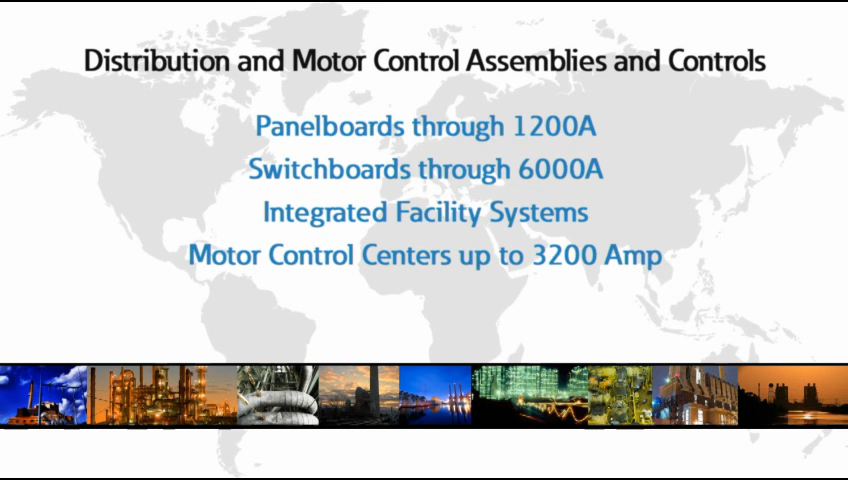 Distribution and Motor Control Assemblies and Controls
Panelboards through 1200A
Switchboards through 6000A
Integrated Facility Systems
Motor Control Centers up to 3200 Amp